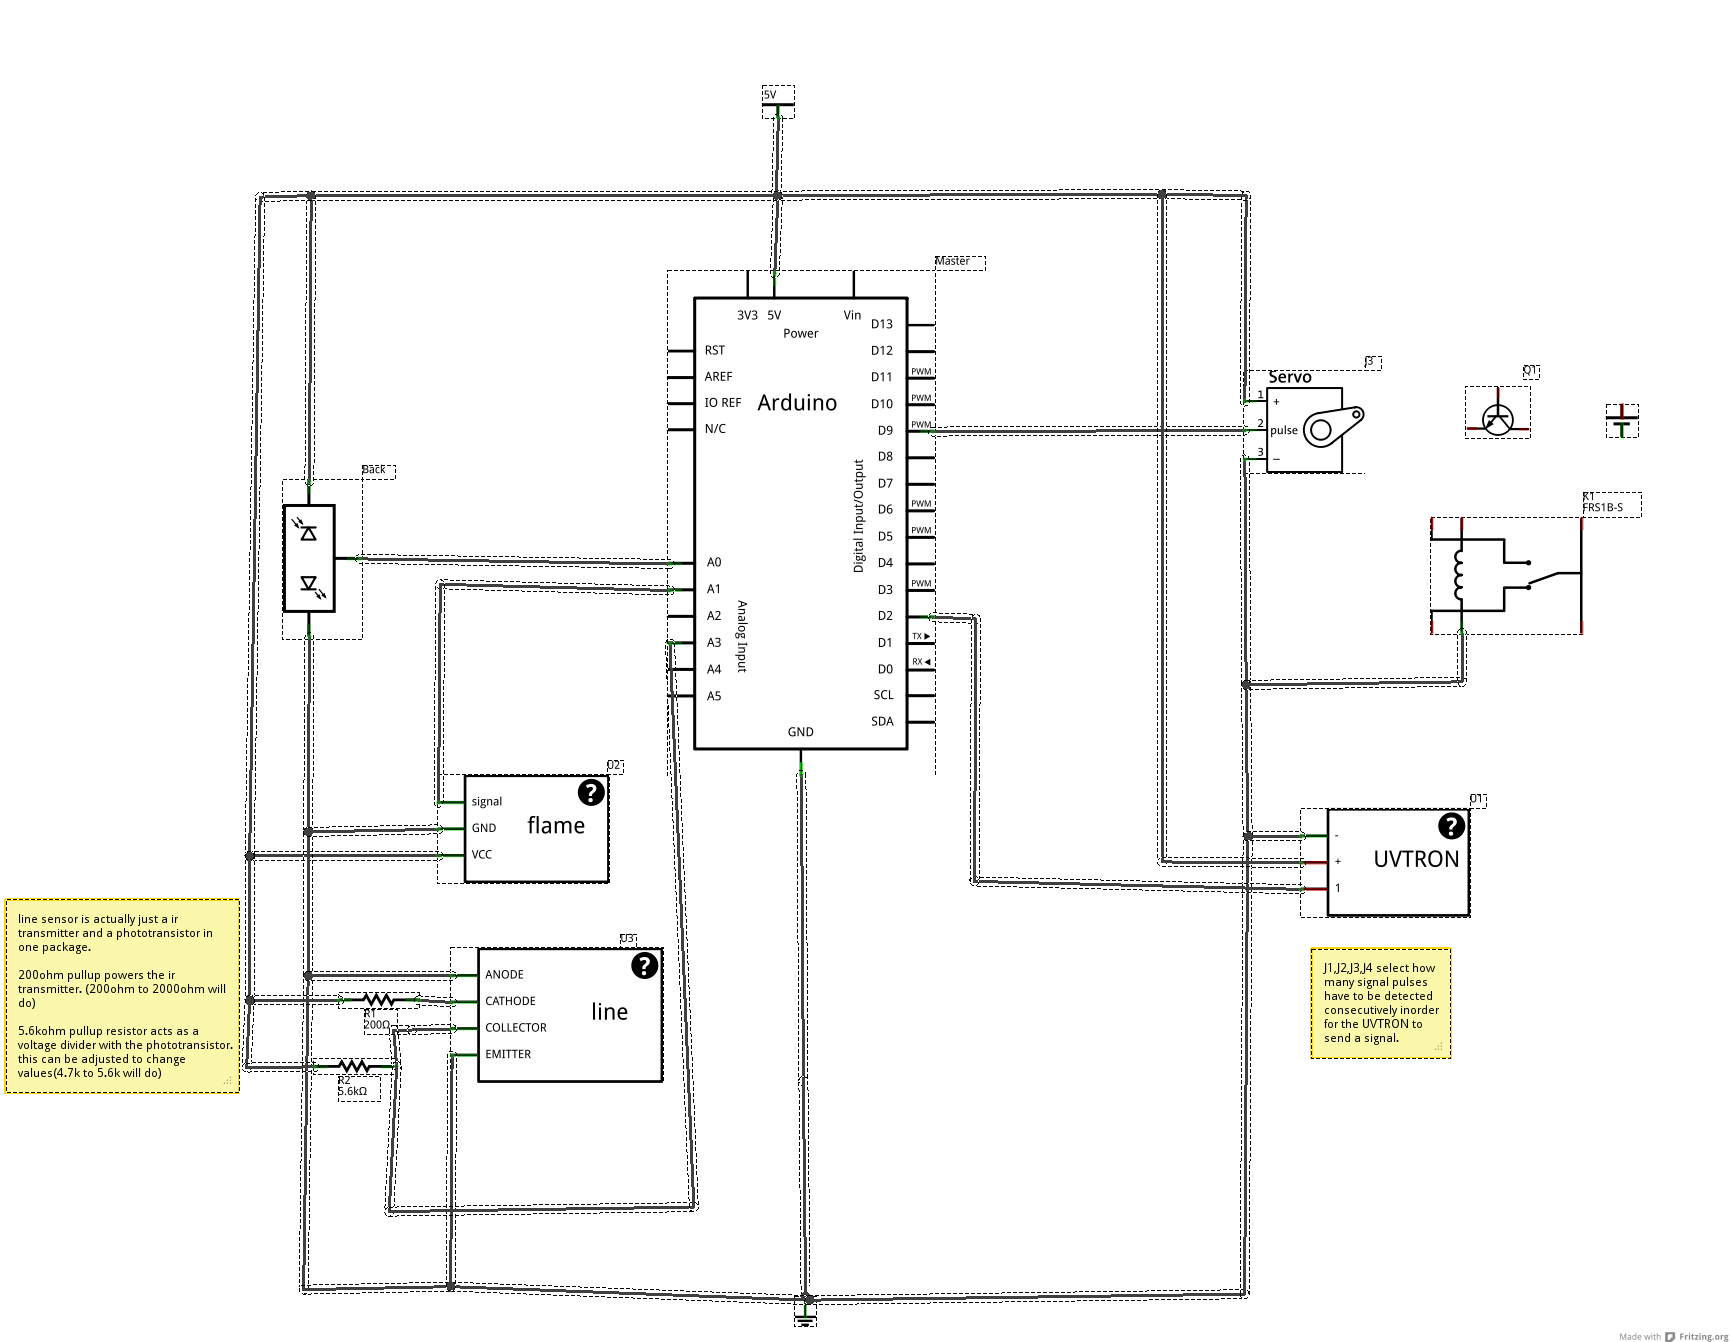 5V
Master
3V3 5V Vin
Power
D13
RST
D12
AREF
D11
PWM
IO REF
Arduino
D10
PWM
N/C
D9
PWM
D8
D7
D6
PWM
D5
PWM
D4
D3
PWM
D2
D1
TX
D0
RX
SCL
SDA
Digital Input/Output
A0
A1
A2
A3
A4
A5
Analog Input
GND
J3
Servo
1
+
2
pulse
3
−
Q1
K1
FRS1B-S
Back
U2
signal
GND
VCC
flame
?
U1
-
+
1
UVTRON
?
U3
ANODE
CATHODE
COLLECTOR
EMITTER
line
?
R1
200Ω
R2
5.6kΩ
line sensor is actually just a ir
transmitter and a phototransistor in
one package.
200ohm pullup powers the ir
transmitter. (200ohm to 2000ohm will
do)
5.6kohm pullup resistor acts as a
voltage divider with the phototransistor.
this can be adjusted to change
values(4.7k to 5.6k will do)
J1,J2,J3,J4 select how
many signal pulses
have to be detected
consecutively inorder
for the UVTRON to
send a signal.
Made with Fritzing.org